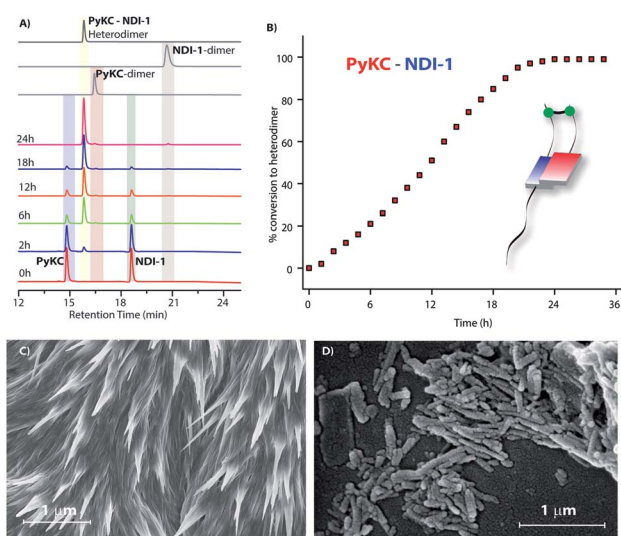 A)
PyKC - NDI-1
Heterodimer
NDI-1-dimer
PyKC-dimer
24h
18h
12h
6h
2h
PyKC
NDI-1
0h
12 15 18 21 24
Retention Time (min)
B)
PyKC - NDI-1
% conversion to heterodimer
100
80
60
40
20
0
0 6 12 18 24 30 36
Time (h)
C)
1 μm
D)
1 μm